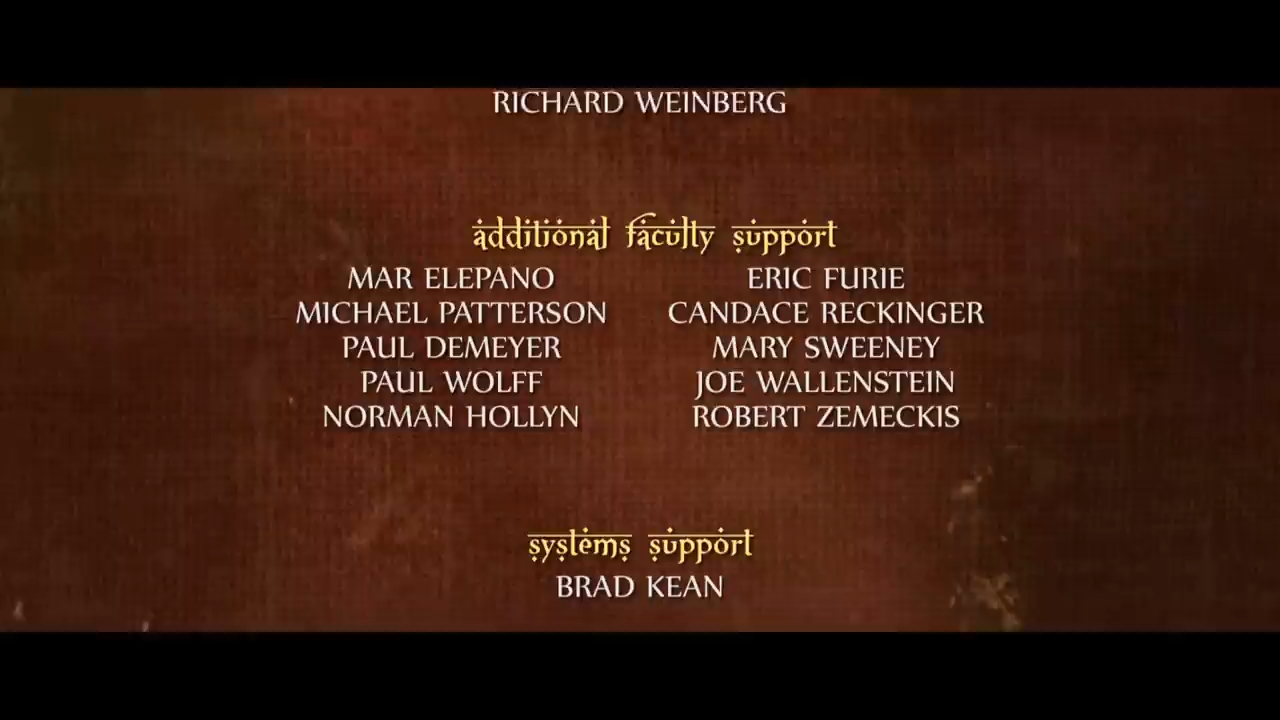 RICHARD WEINBERG
additional faculty support
MAR ELEPANO ERIC FURIE
MICHAEL PATTERSON CANDACE RECKINGER
PAUL DEMEYER MARY SWEENEY
PAUL WOLFF JOE WALLENSTEIN
NORMAN HOLLYN ROBERT ZEMECKIS
systems support
BRAD KEAN